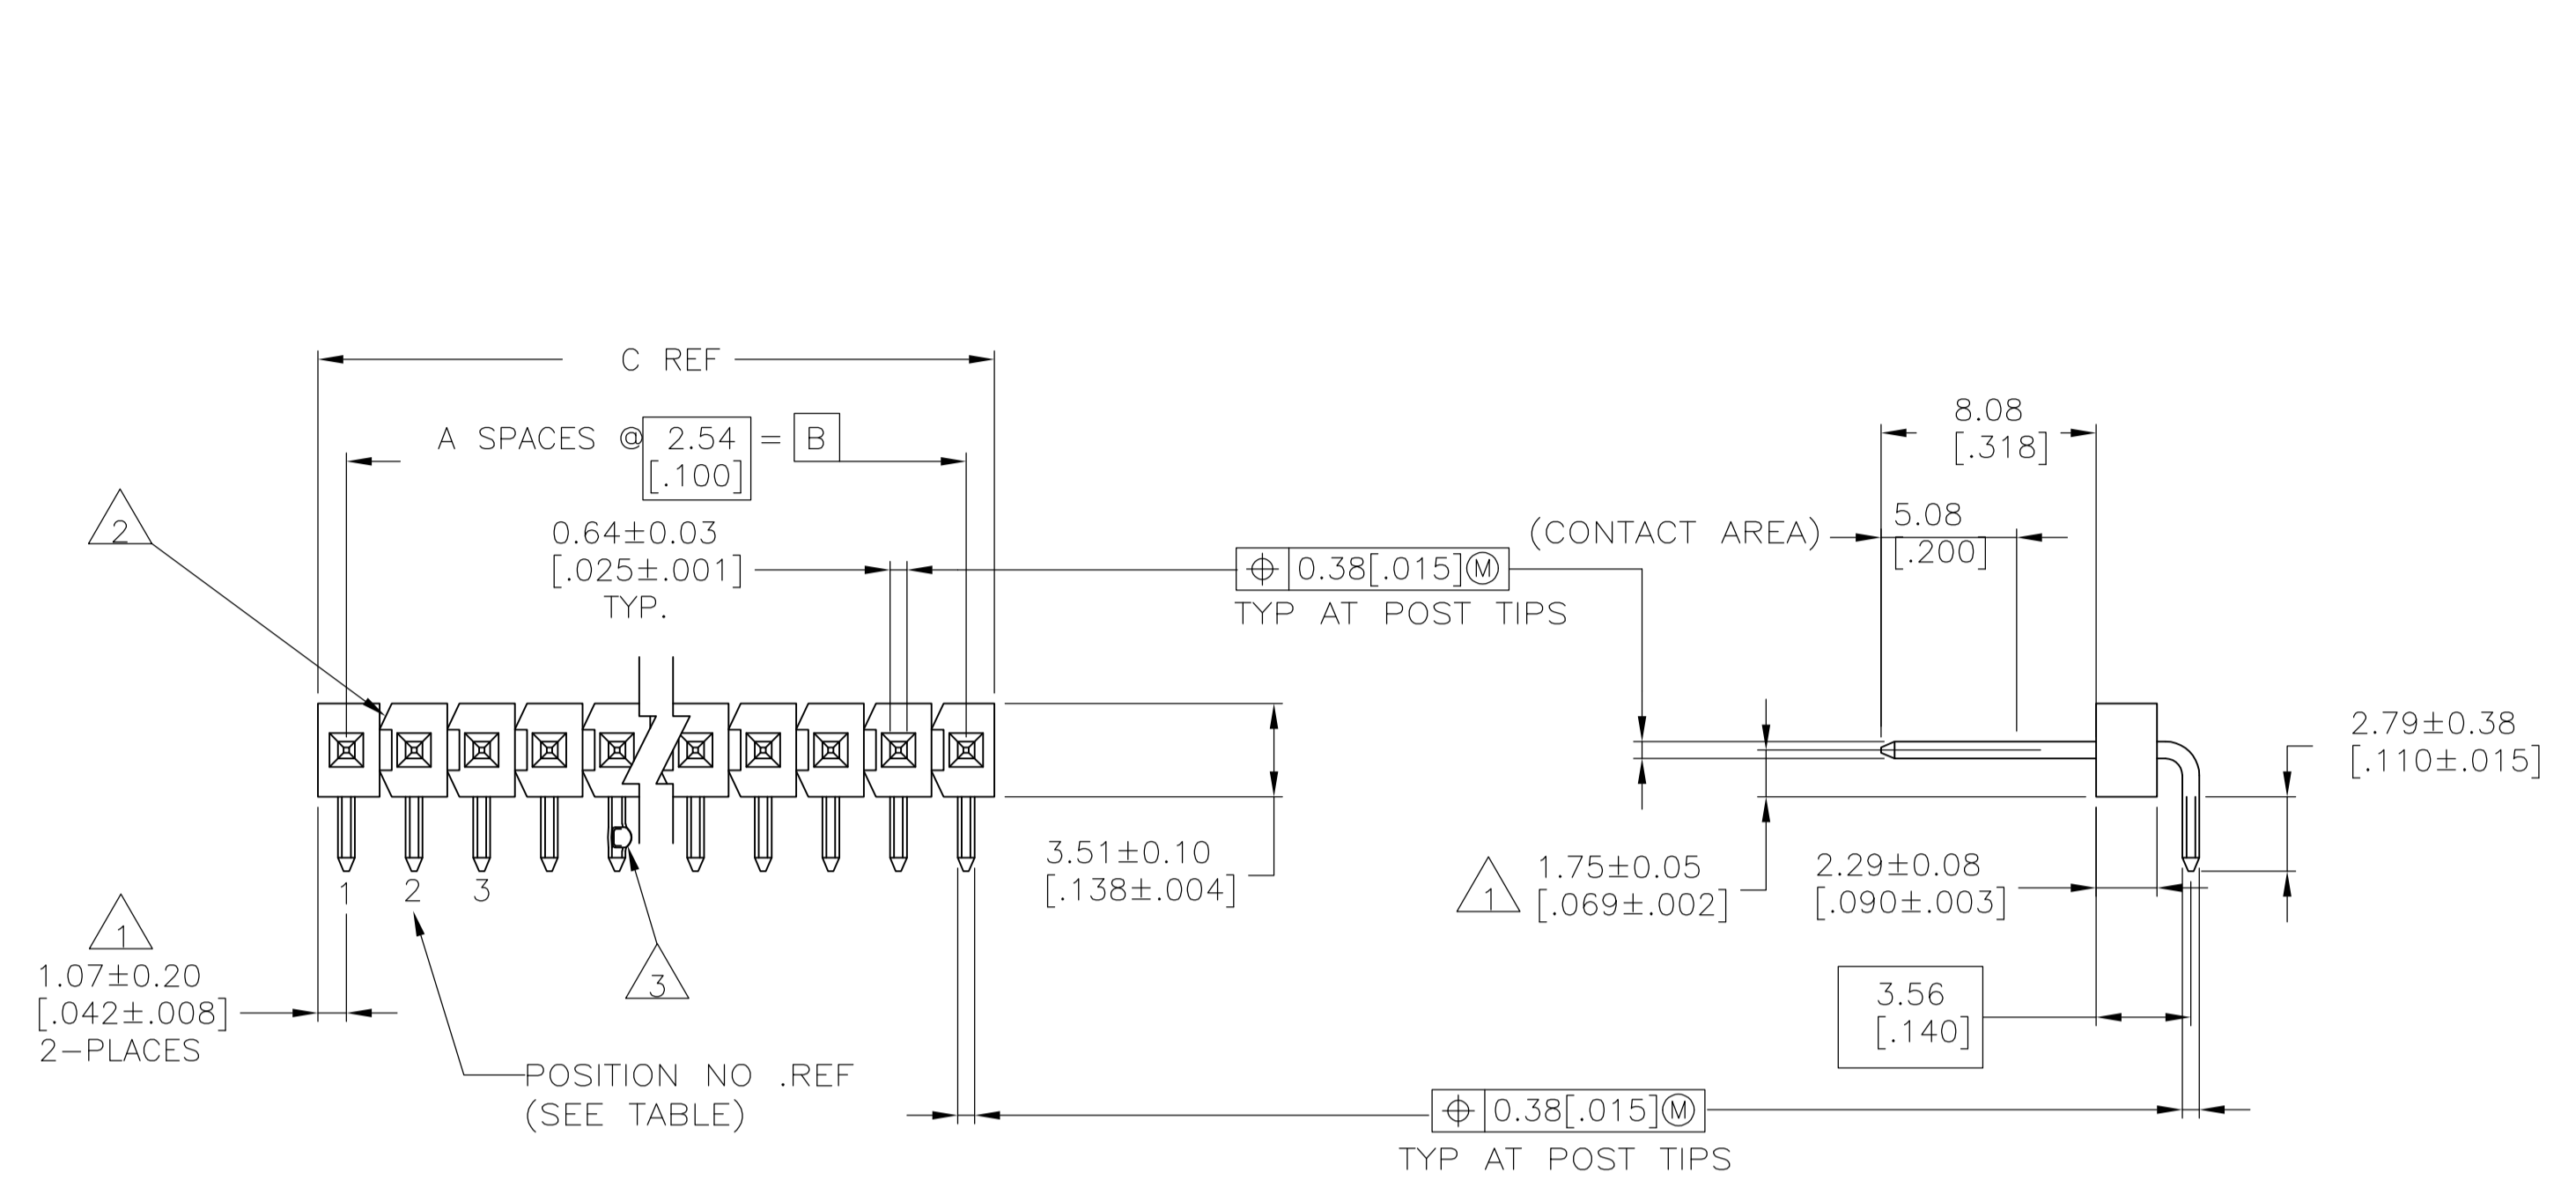 C REF
A SPACES @ 2.54 = B
[.100]
2
0.64±0.03
[.025±.001]
TYP.
0.38[.015]Ⓜ
TYP AT POST TIPS
(CONTACT AREA)
8.08
[.318]
5.08
[.200]
2.79±0.38
[.110±.015]
3.51±0.10
[.138±.004]
1
1.75±0.05
[.069±.002]
2.29±0.08
[.090±.003]
1 2 3
1
1.07±0.20
[.042±.008]
2-PLACES
3
3.56
[.140]
POSITION NO .REF
(SEE TABLE)
0.38[.015]Ⓜ
TYP AT POST TIPS